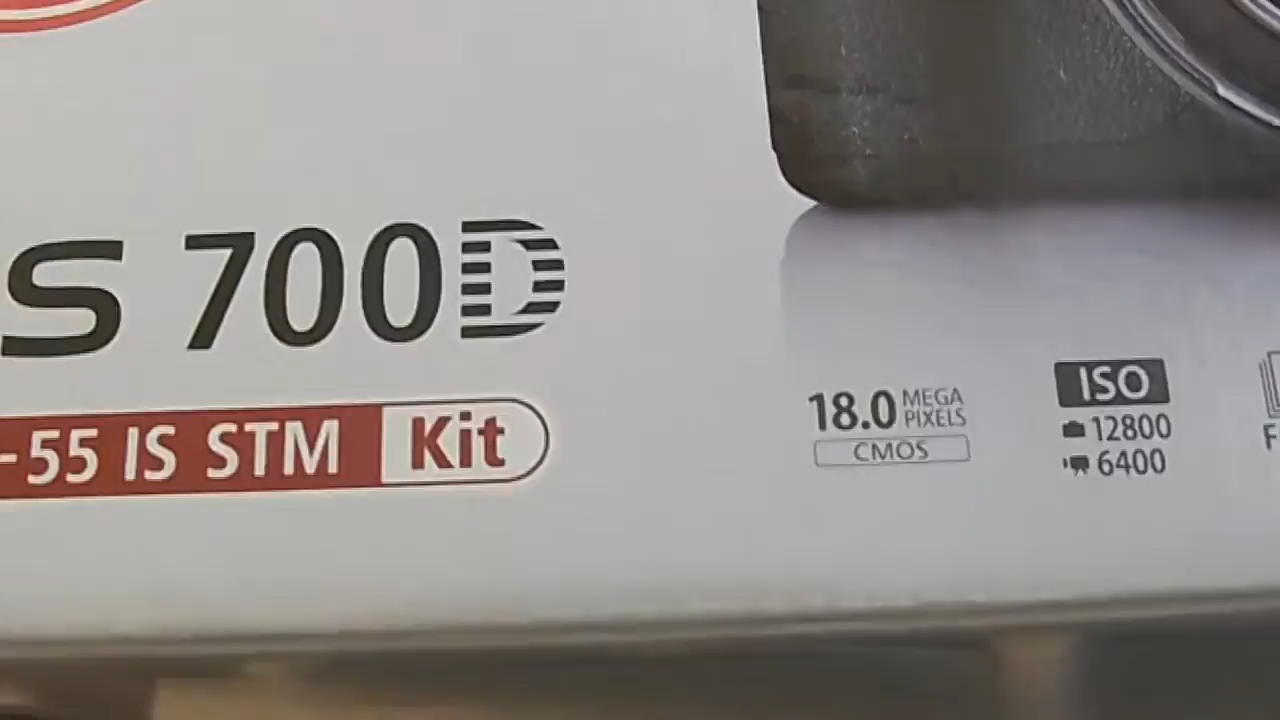 S 700D
-55 IS STM Kit
18.0 MEGA PIXELS
CMOS
ISO
12800
6400
F